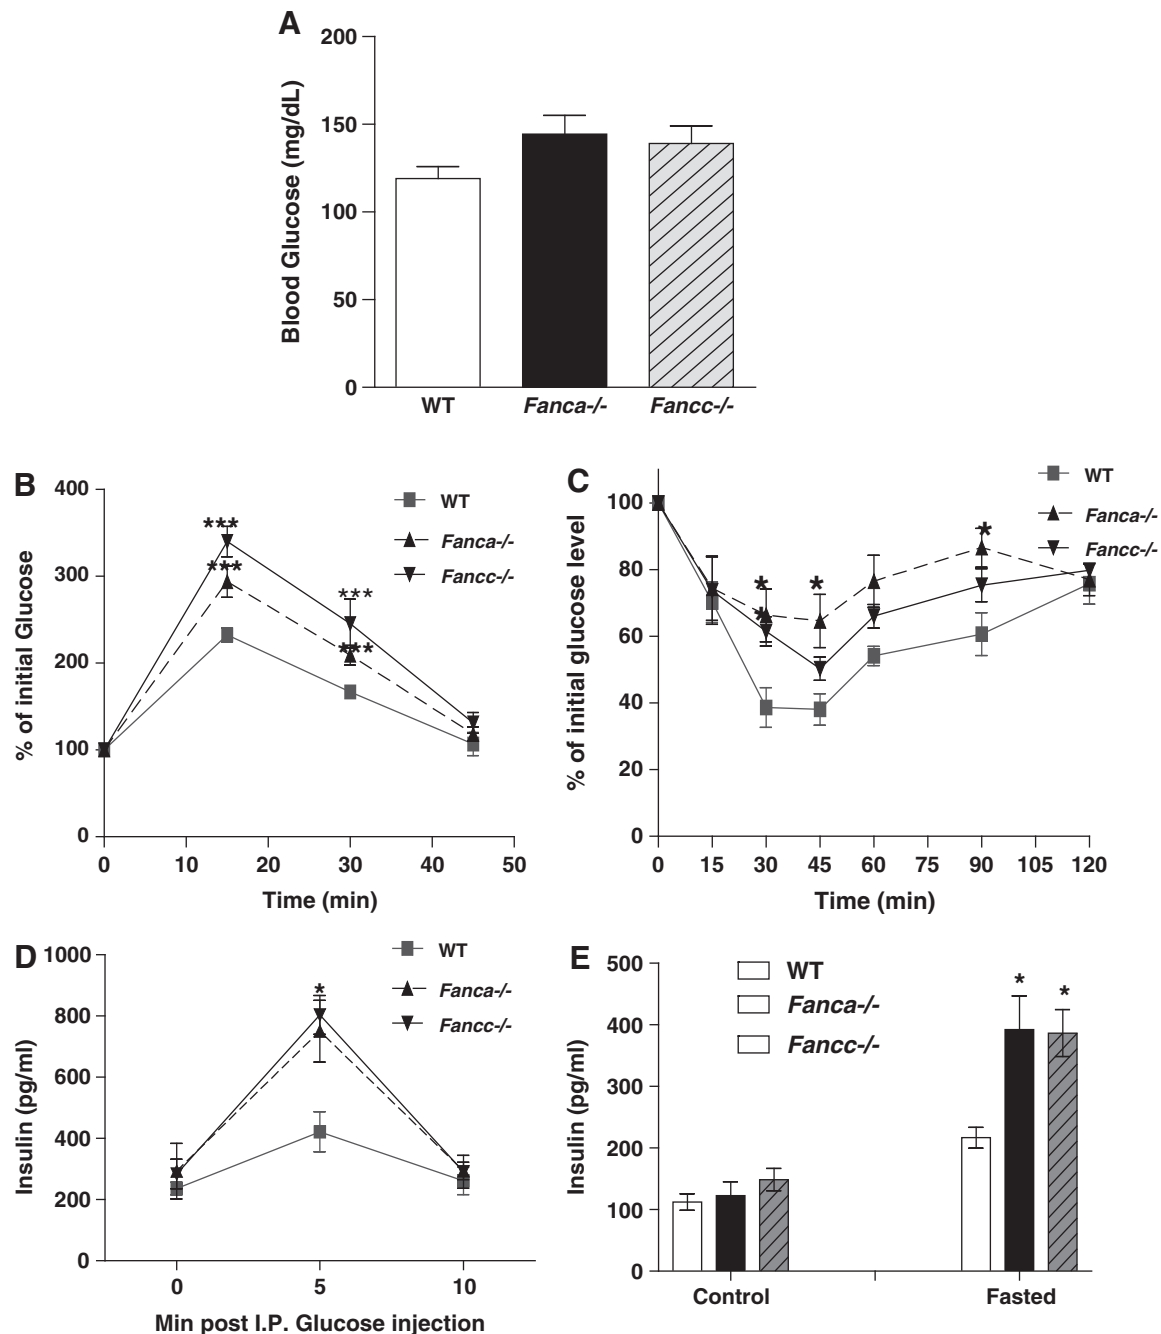 A
200
150
100
50
0
Blood Glucose (mg/dL)
WT Fanca-/- Fancc-/-
B
400
300
200
100
0
% of initial Glucose
WT
Fanca-/-
Fancc-/-
***
***
***
***
0 10 20 30 40 50
Time (min)
C
100
80
60
40
20
0
% of initial glucose level
WT
Fanca-/-
Fancc-/-
*
*
*
*
0 15 30 45 60 75 90 105 120
Time (min)
D
1000
800
600
400
200
0
Insulin (pg/ml)
WT
Fanca-/-
Fancc-/-
*
0 5 10
Min post I.P. Glucose injection
E
500
400
300
200
100
0
Insulin (pg/ml)
WT
Fanca-/-
Fancc-/-
*
*
Control Fasted